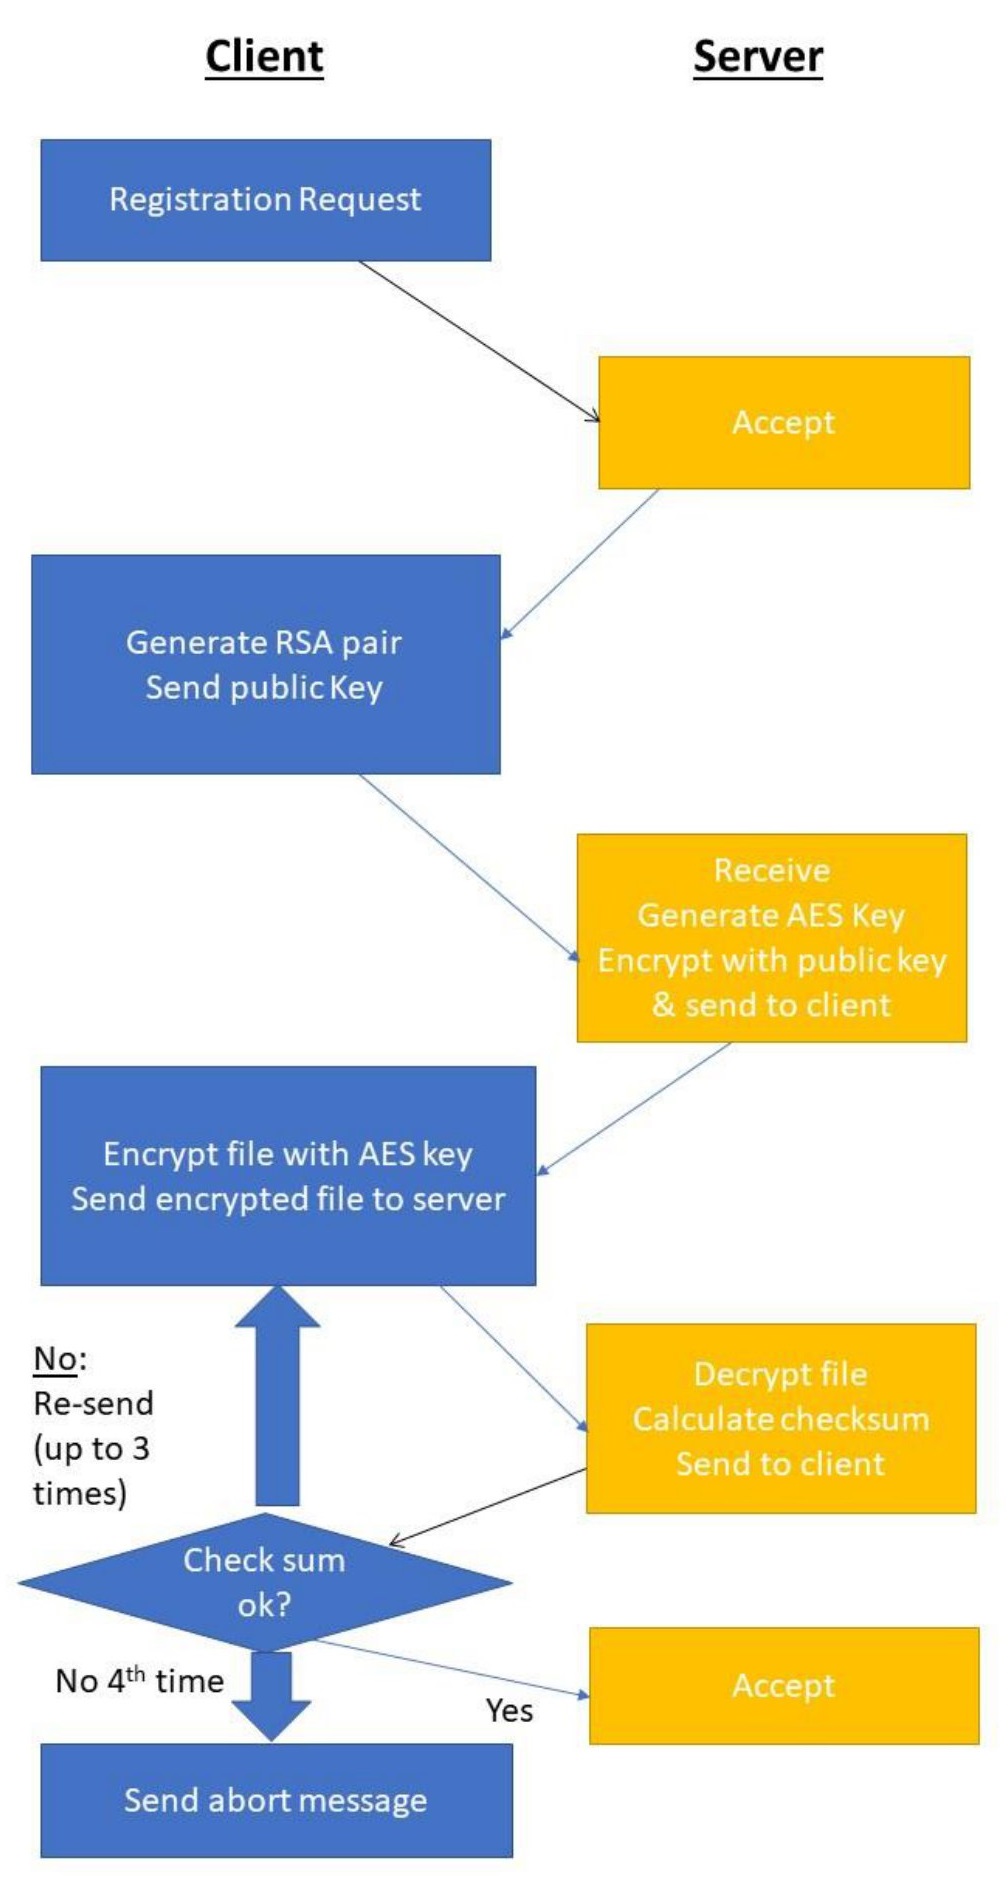 Client
Server
Registration Request
Accept
Generate RSA pair
Send public Key
Receive
Generate AES Key
Encrypt with public key
& send to client
Encrypt file with AES key
Send encrypted file to server
No:
Re-send
(up to 3
times)
Decrypt file
Calculate checksum
Send to client
Check sum
ok?
No 4th time
Yes
Accept
Send abort message